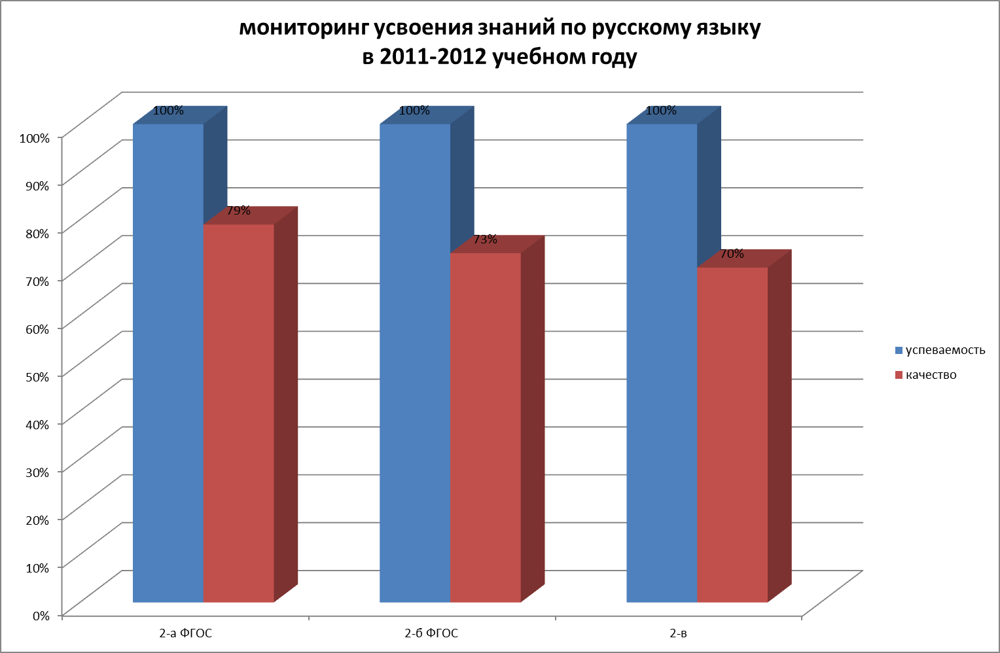 мониторинг усвоения знаний по русскому языку
в 2011-2012 учебном году
100%
100%
100%
79%
73%
70%
100%
90%
80%
70%
60%
50%
40%
30%
20%
10%
0%
2-а ФГОС
2-б ФГОС
2-в
успеваемость
качество